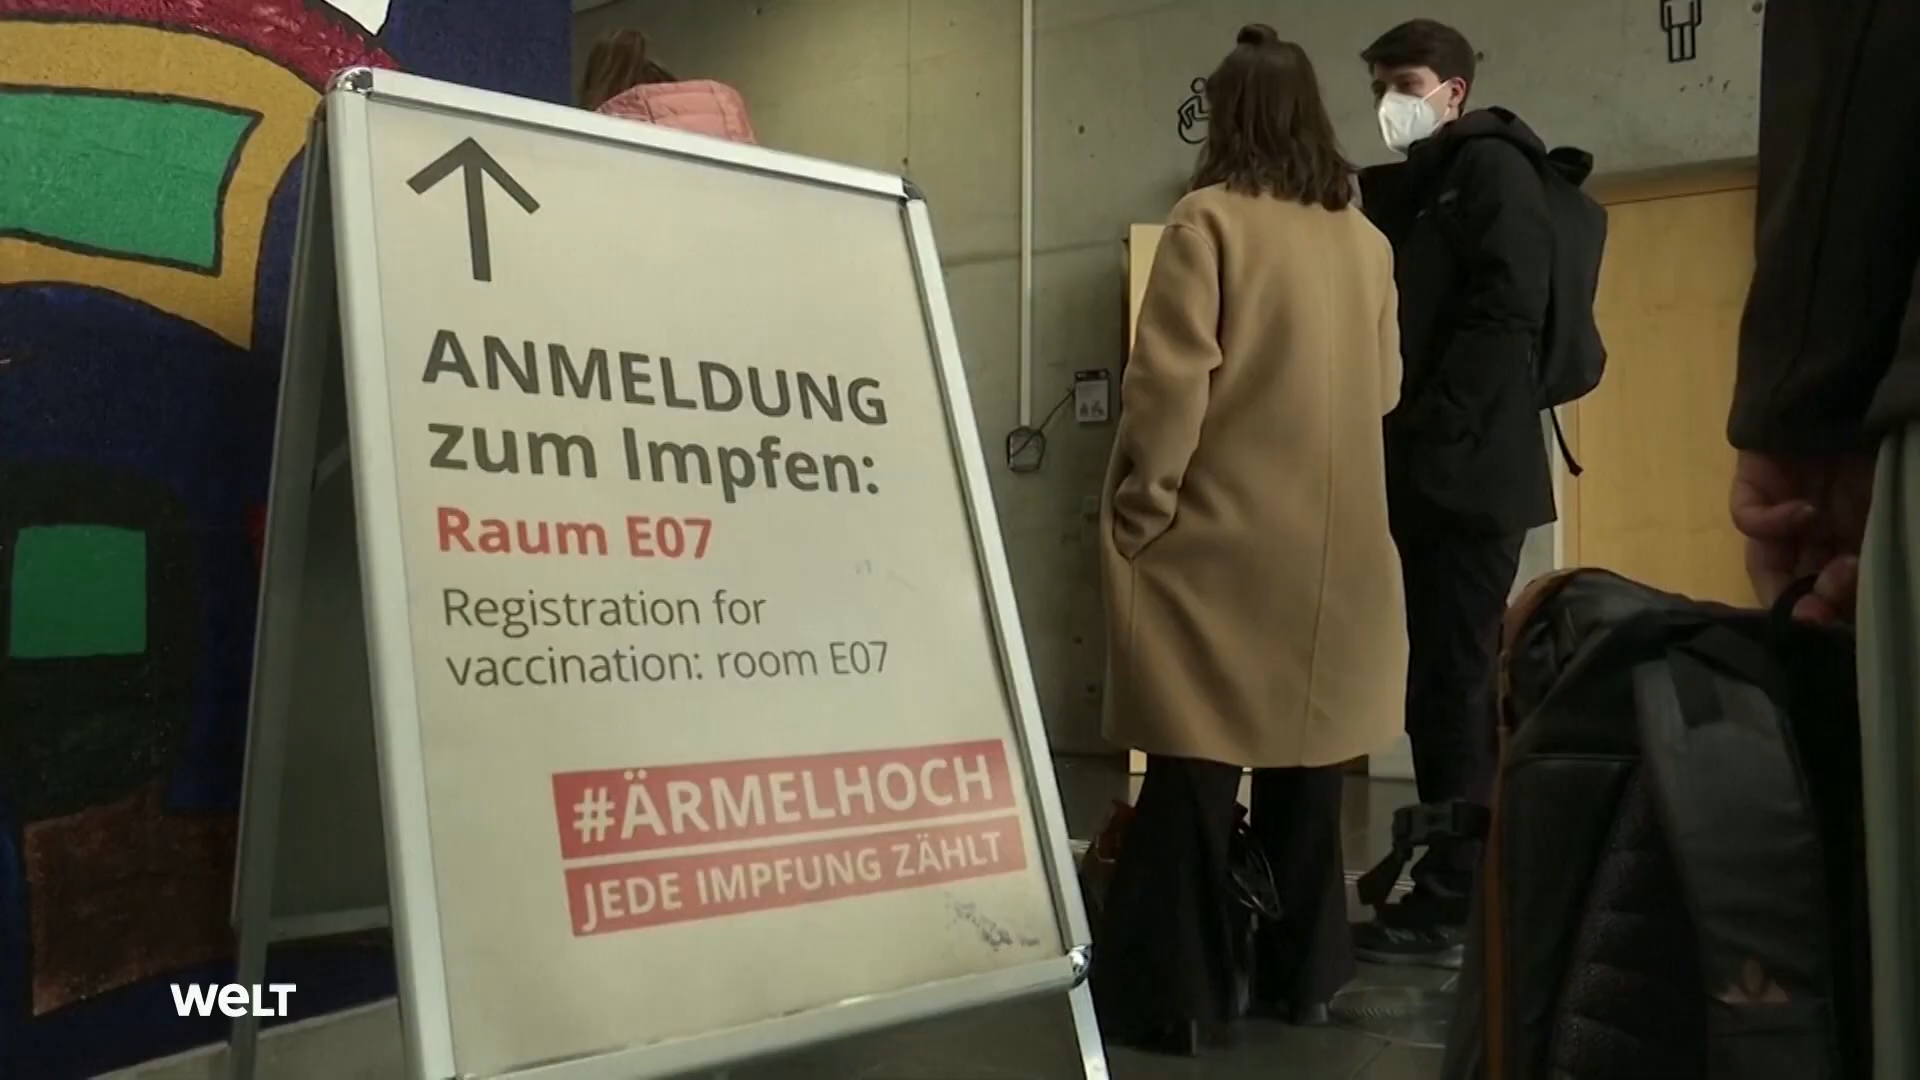 ANMELDUNG
zum Impfen:
Raum E07
Registration for
vaccination: room E07
#ÄRMELHOCH
JEDE IMPFUNG ZÄHLT
WELT